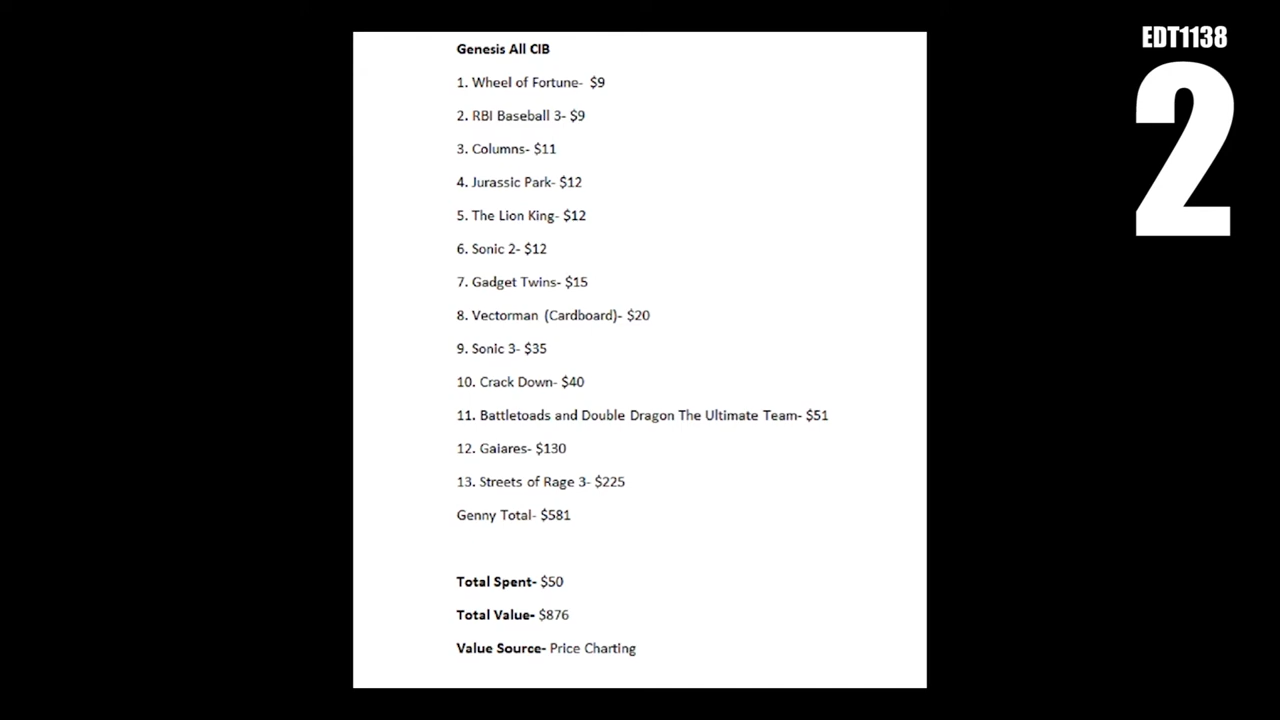 EDT1138
2
Genesis All CIB
1. Wheel of Fortune- $9
2. RBI Baseball 3- $9
3. Columns- $11
4. Jurassic Park- $12
5. The Lion King- $12
6. Sonic 2- $12
7. Gadget Twins- $15
8. Vectorman (Cardboard)- $20
9. Sonic 3- $35
10. Crack Down- $40
11. Battletoads and Double Dragon The Ultimate Team- $51
12. Gaiares- $130
13. Streets of Rage 3- $225
Genny Total- $581
Total Spent- $50
Total Value- $876
Value Source- Price Charting